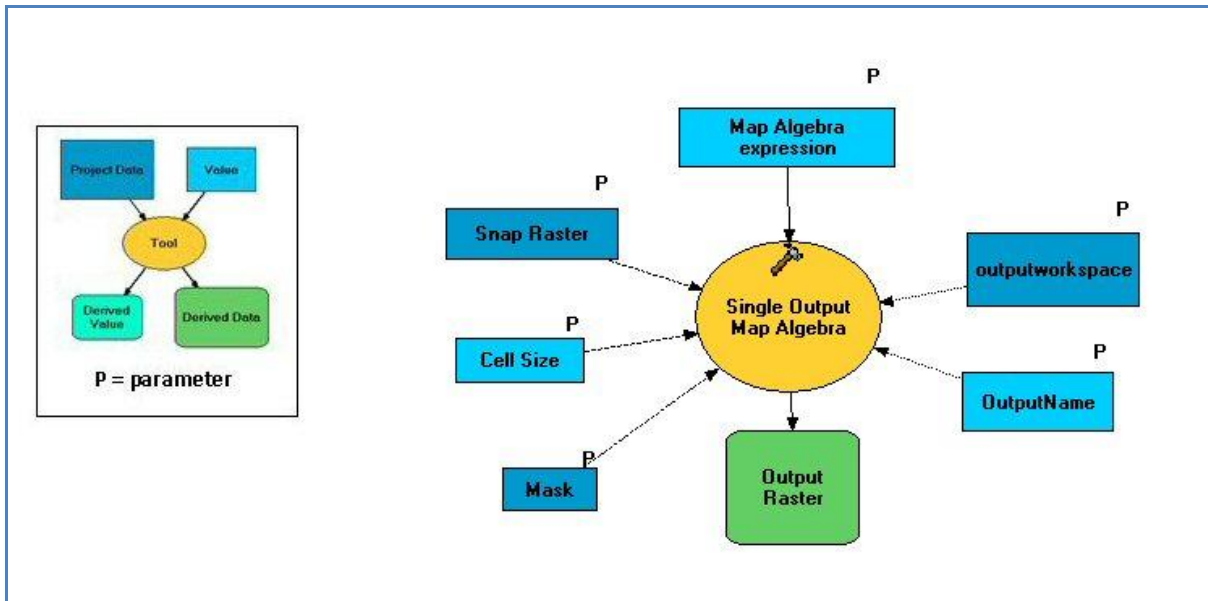 Project Data
Value
Tool
Derived
Value
Derived Data
P = parameter
P
Map Algebra
expression
P
Snap Raster
P
outputworkspace
Single Output
Map Algebra
P
Cell Size
P
OutputName
P
Mask
Output
Raster